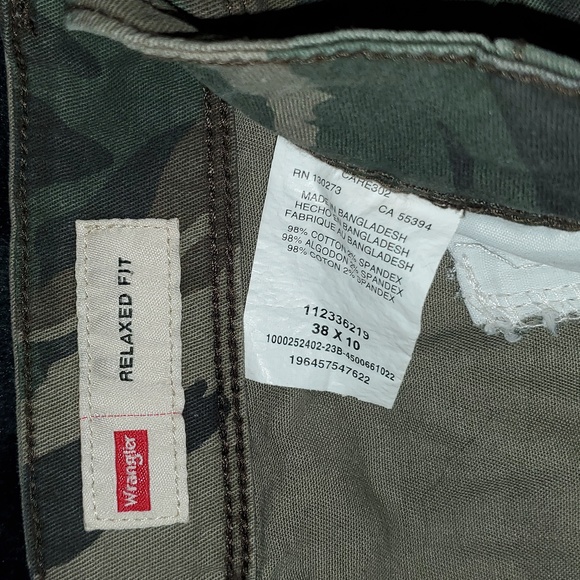 RELAXED FIT
Wrangler
CARE302
RN 130273 CA 55394
MADE IN BANGLADESH
HECHO EN BANGLADESH
FABRIQUE AU BANGLADESH
98% COTTON 2% SPANDEX
98% ALGODON 2% SPANDEX
98% COTON 2% SPANDEX
112336219
38 X 10
1000252402-23B-4500661022
196457547622